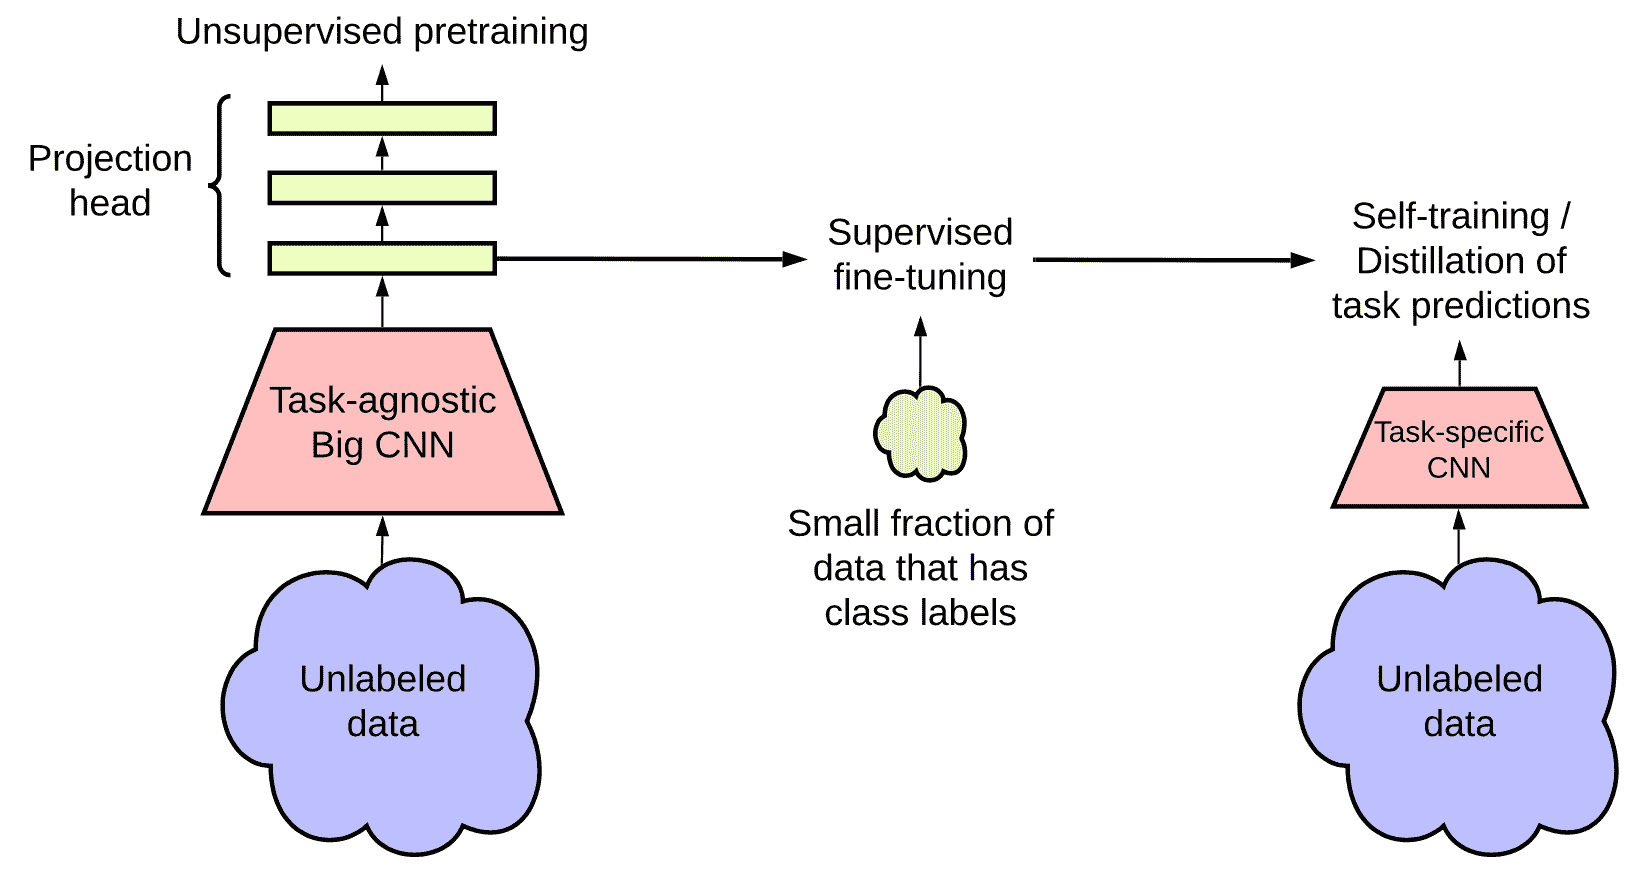 Unsupervised pretraining
Projection
head
Task-agnostic
Big CNN
Unlabeled
data
Supervised
fine-tuning
Small fraction of
data that has
class labels
Self-training /
Distillation of
task predictions
Task-specific
CNN
Unlabeled
data